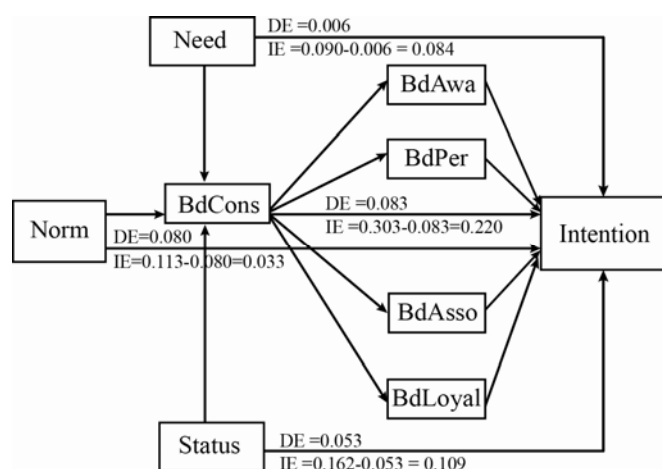 DE =0.006
Need
IE =0.090-0.006 = 0.084
BdAwa
BdPer
BdCons
DE =0.083
IE =0.303-0.083=0.220
Norm
DE=0.080
IE=0.113-0.080=0.033
Intention
BdAsso
BdLoyal
Status
DE =0.053
IE =0.162-0.053 = 0.109